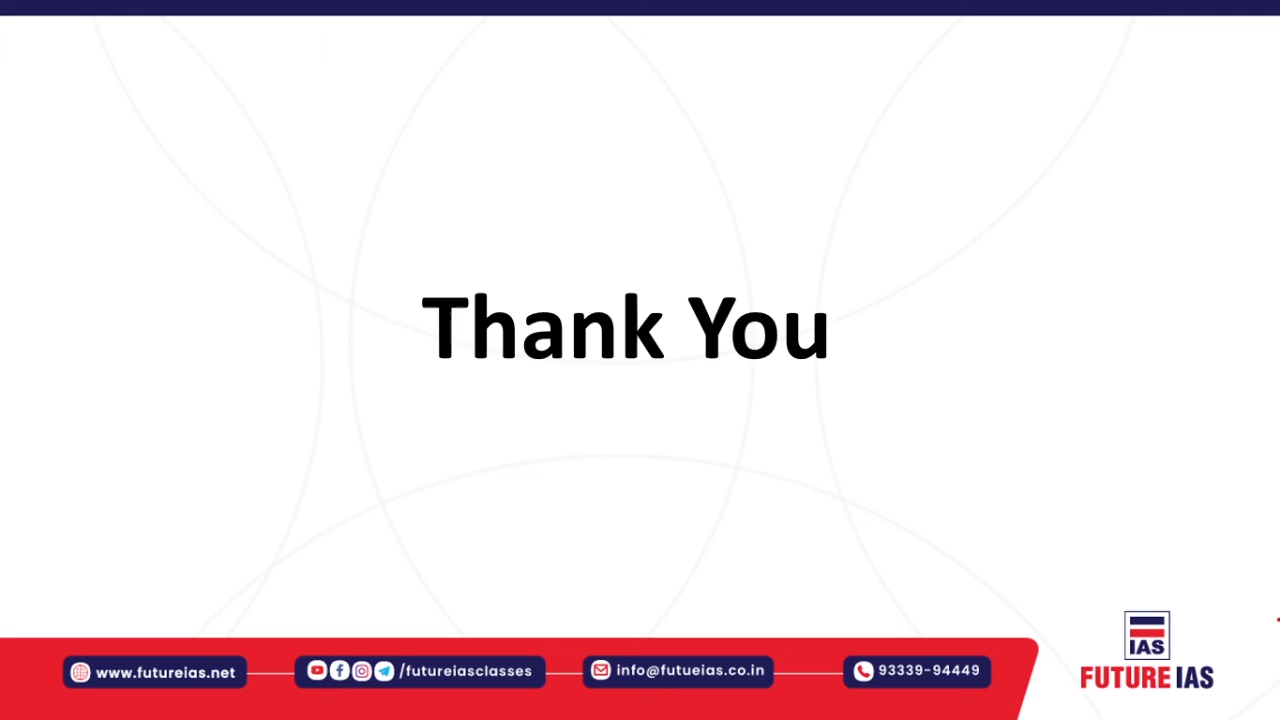 Thank You
www.futureias.net
/futureiasclasses
info@futueias.co.in
93339-94449
IAS
FUTURE IAS